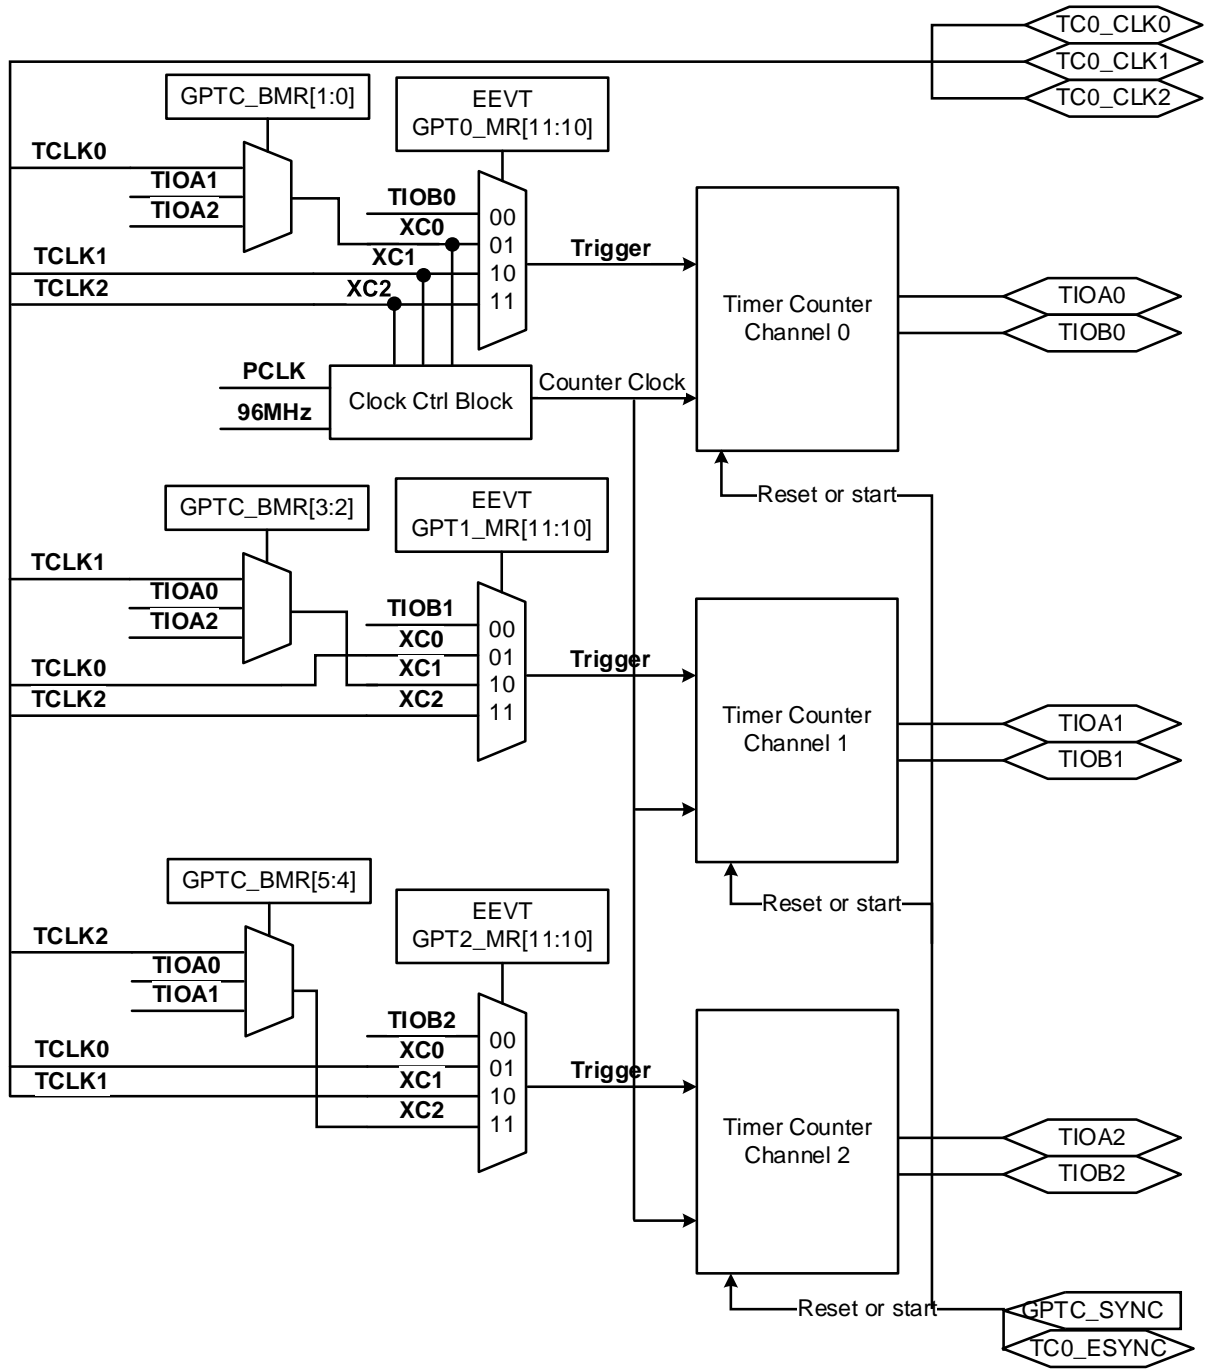 TC0_CLK0
TC0_CLK1
TC0_CLK2
GPTC_BMR[1:0]
EEVT
GPT0_MR[11:10]
TCLK0
TIOA1
TIOA2
TIOB0
XC0
TCLK1
XC1
TCLK2
XC2
00
01
10
11
Trigger
Timer Counter
Channel 0
TIOA0
TIOB0
PCLK
96MHz
Clock Ctrl Block
Counter Clock
Reset or start
GPTC_BMR[3:2]
EEVT
GPT1_MR[11:10]
TCLK1
TIOA0
TIOA2
TIOB1
XC0
TCLK0
XC1
TCLK2
XC2
00
01
10
11
Trigger
Timer Counter
Channel 1
TIOA1
TIOB1
Reset or start
GPTC_BMR[5:4]
EEVT
GPT2_MR[11:10]
TCLK2
TIOA0
TIOA1
TIOB2
TCLK0
XC0
TCLK1
XC1
XC2
00
01
10
11
Trigger
Timer Counter
Channel 2
TIOA2
TIOB2
Reset or start
GPTC_SYNC
TC0_ESYNC